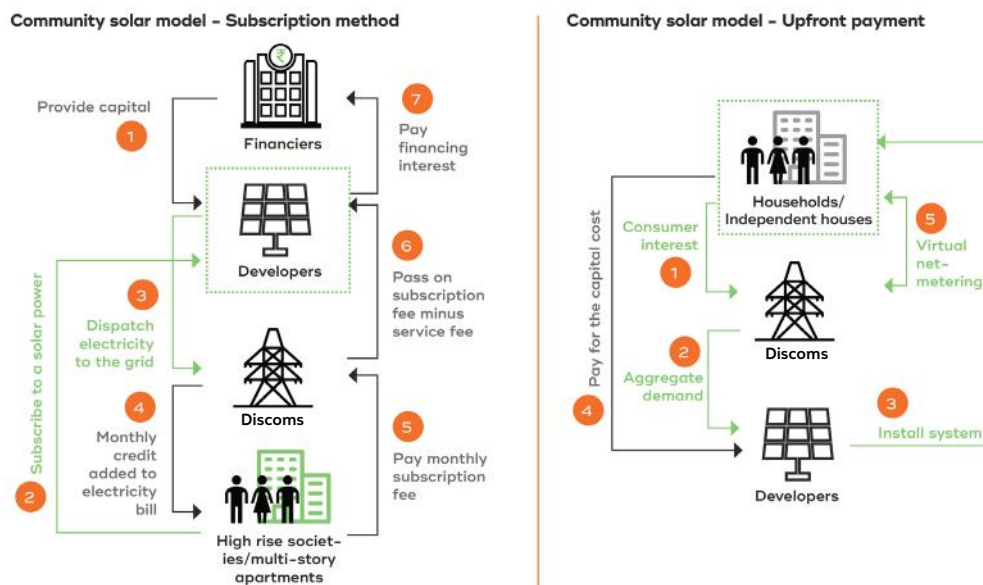 Community solar model – Subscription method
₹
Provide capital
1
Financiers
7
Pay
financing
interest
Developers
6
Pass on
subscription
fee minus
service fee
3
Dispatch
electricity
to the grid
Subscribe to a solar power
2
4
Monthly
credit
added to
electricity
bill
Discoms
5
Pay monthly
subscription
fee
High rise societ-
ies/multi-story
apartments
Community solar model – Upfront payment
Households/
Independent houses
Consumer
interest
1
5
Virtual
net-
metering
Pay for the capital cost
4
Discoms
2
Aggregate
demand
3
Install system
Developers